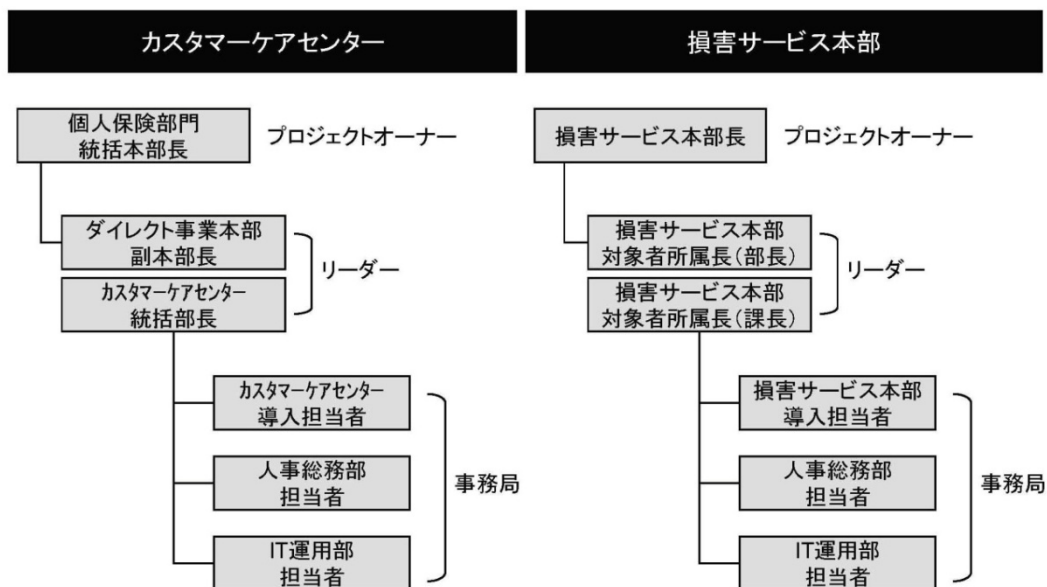 カスタマーケアセンター
個人保険部門
統括本部長
プロジェクトオーナー
ダイレクト事業本部
副本部長
カスタマーケアセンター
統括部長
リーダー
カスタマーケアセンター
導入担当者
人事総務部
担当者
IT運用部
担当者
事務局
損害サービス本部
損害サービス本部長
プロジェクトオーナー
損害サービス本部
対象者所属長(部長)
損害サービス本部
対象者所属長(課長)
リーダー
損害サービス本部
導入担当者
人事総務部
担当者
IT運用部
担当者
事務局